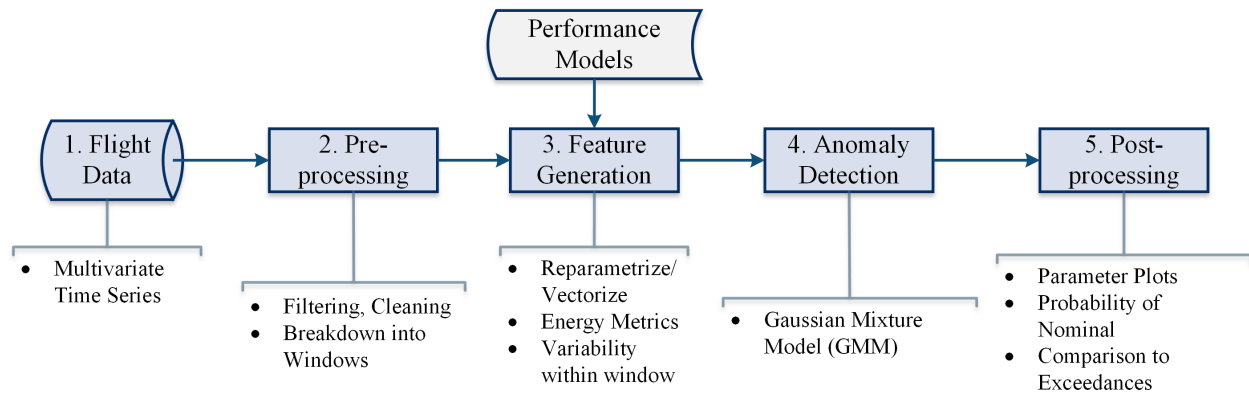 Performance
Models
1. Flight
Data
2. Pre-
processing
3. Feature
Generation
4. Anomaly
Detection
5. Post-
processing
• Multivariate
Time Series
• Filtering, Cleaning
• Breakdown into
Windows
• Reparametrize/
Vectorize
• Energy Metrics
• Variability
within window
• Gaussian Mixture
Model (GMM)
• Parameter Plots
• Probability of
Nominal
• Comparison to
Exceedances